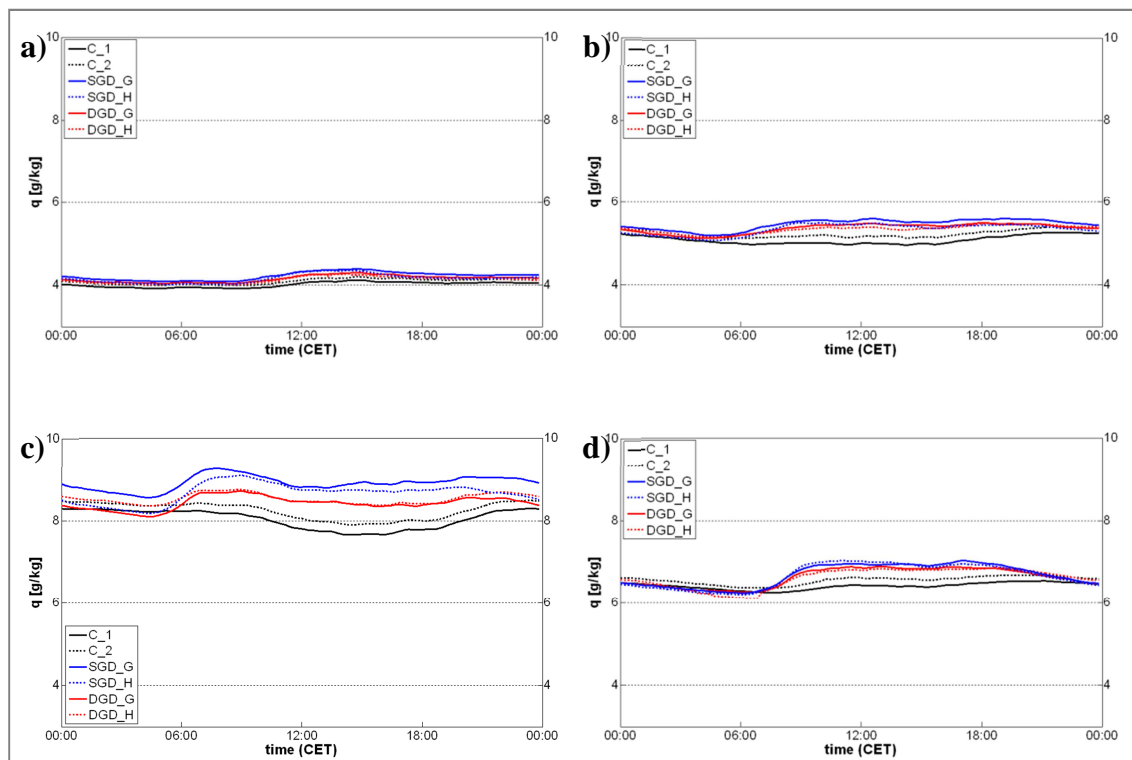 a)
10
10
C_1
C_2
SGD_G
SGD_H
DGD_G
DGD_H
8
8
q [g/kg]
6
6
4
4
00:00 06:00 12:00 18:00 00:00
time (CET)
b)
10
10
C_1
C_2
SGD_G
SGD_H
DGD_G
DGD_H
8
8
q [g/kg]
6
6
4
4
00:00 06:00 12:00 18:00 00:00
time (CET)
c)
10
10
8
8
q [g/kg]
6
6
C_1
C_2
SGD_G
SGD_H
DGD_G
DGD_H
4
4
00:00 06:00 12:00 18:00 00:00
time (CET)
d)
10
10
C_1
C_2
SGD_G
SGD_H
DGD_G
DGD_H
8
8
q [g/kg]
6
6
4
4
00:00 06:00 12:00 18:00 00:00
time (CET)